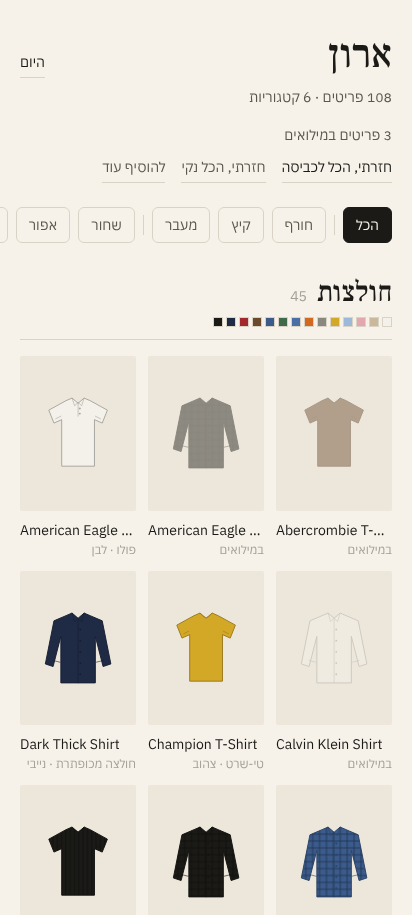 ארון
היום
108 פריטים · 6 קטגוריות
3 פריטים במילואים
חזרתי, הכל לכביסה
חזרתי, הכל נקי
להוסיף עוד
הכל
חורף
קיץ
מעבר
שחור
אפור
חולצות 45
Abercrombie T-...
במילואים
American Eagle ...
במילואים
American Eagle ...
פולו · לבן
Calvin Klein Shirt
במילואים
Champion T-Shirt
טי-שרט · צהוב
Dark Thick Shirt
חולצה מכופתרת · נייבי